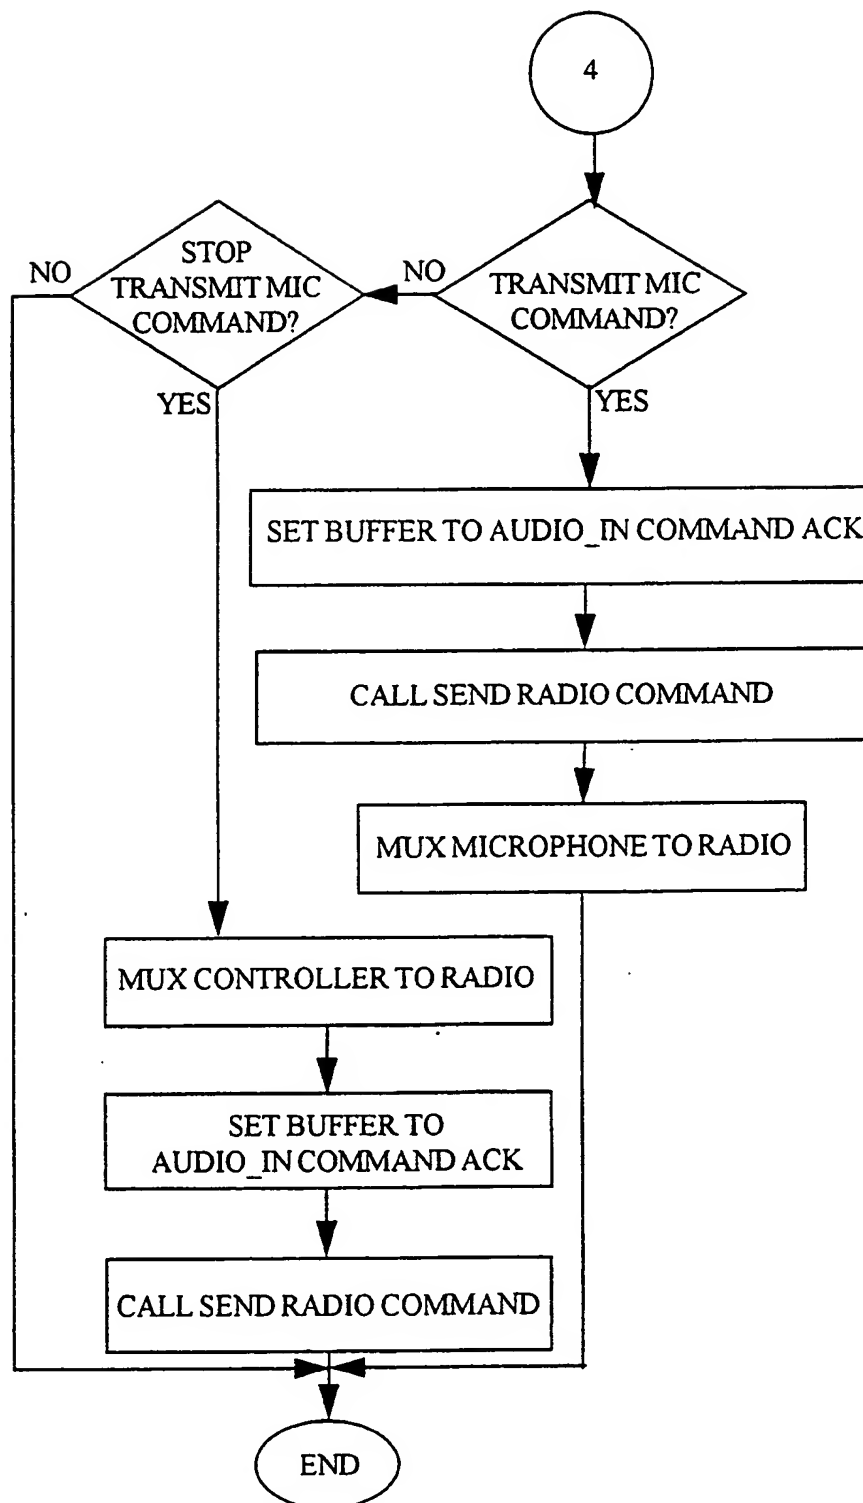 4
STOP
TRANSMIT MIC
COMMAND?
NO
NO
TRANSMIT MIC
COMMAND?
YES
YES
SET BUFFER TO AUDIO_IN COMMAND ACK
CALL SEND RADIO COMMAND
MUX MICROPHONE TO RADIO
MUX CONTROLLER TO RADIO
SET BUFFER TO
AUDIO_IN COMMAND ACK
CALL SEND RADIO COMMAND
END